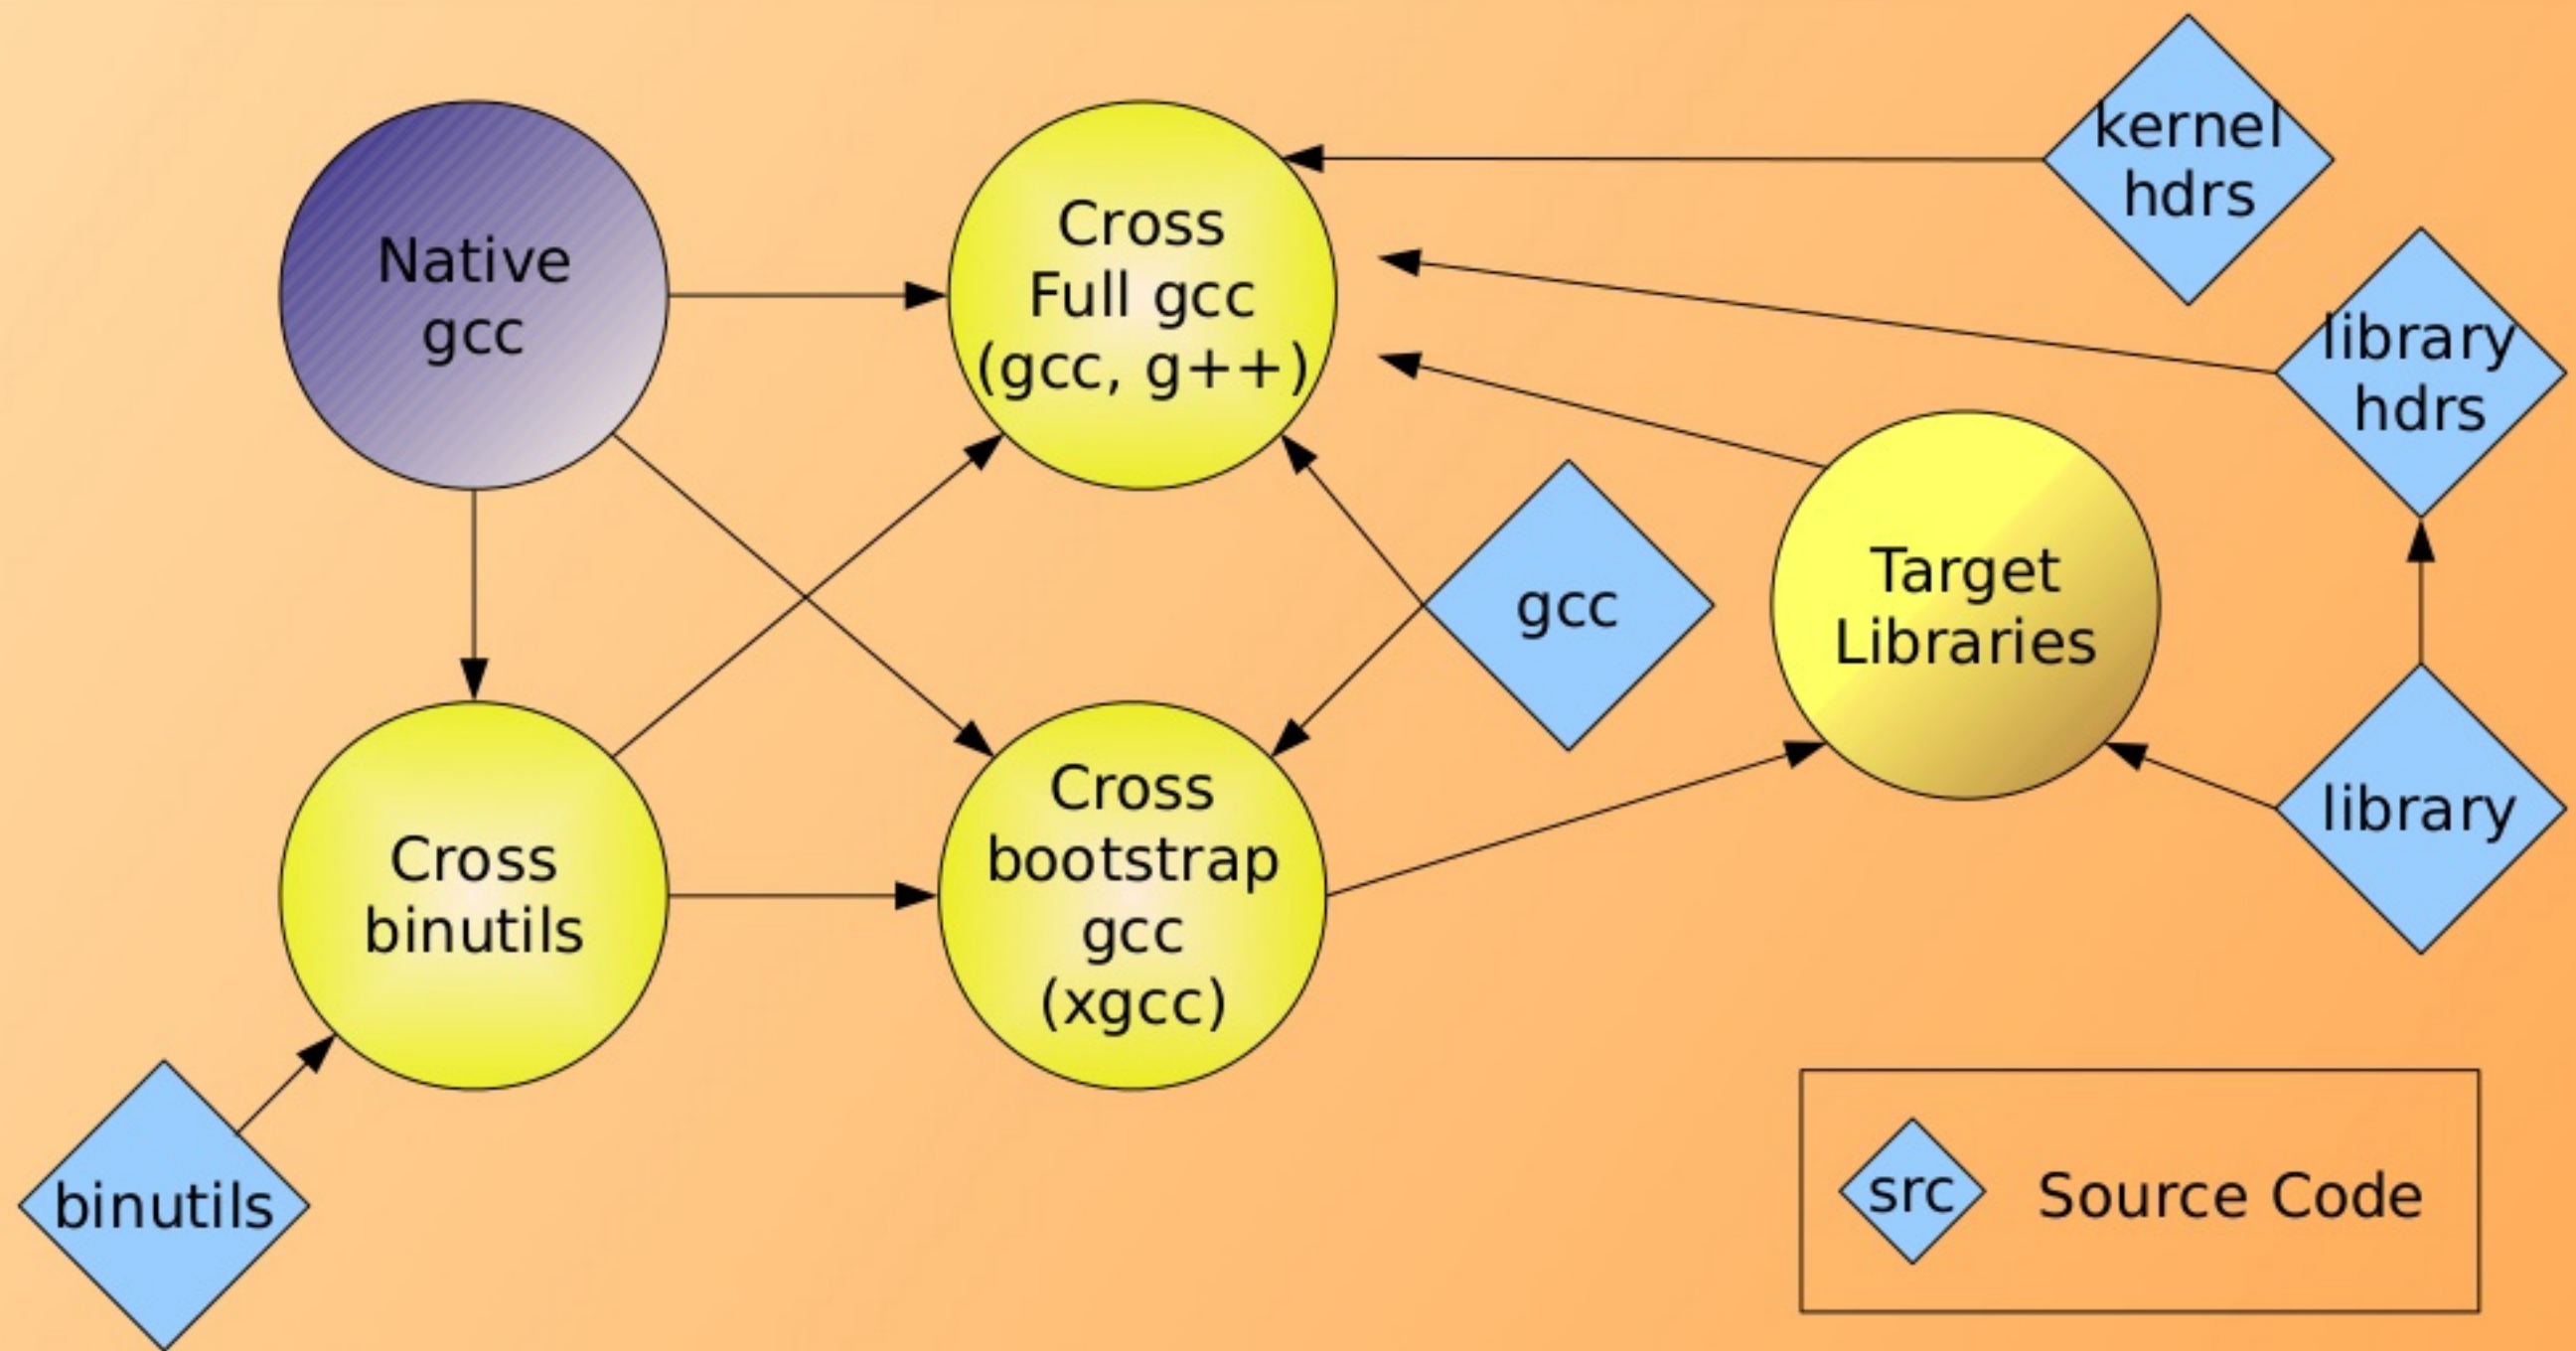 Native
gcc
Cross
Full gcc
(gcc, g++)
kernel
hdrs
library
hdrs
gcc
Target
Libraries
library
Cross
binutils
Cross
bootstrap
gcc
(xgcc)
binutils
src
Source Code